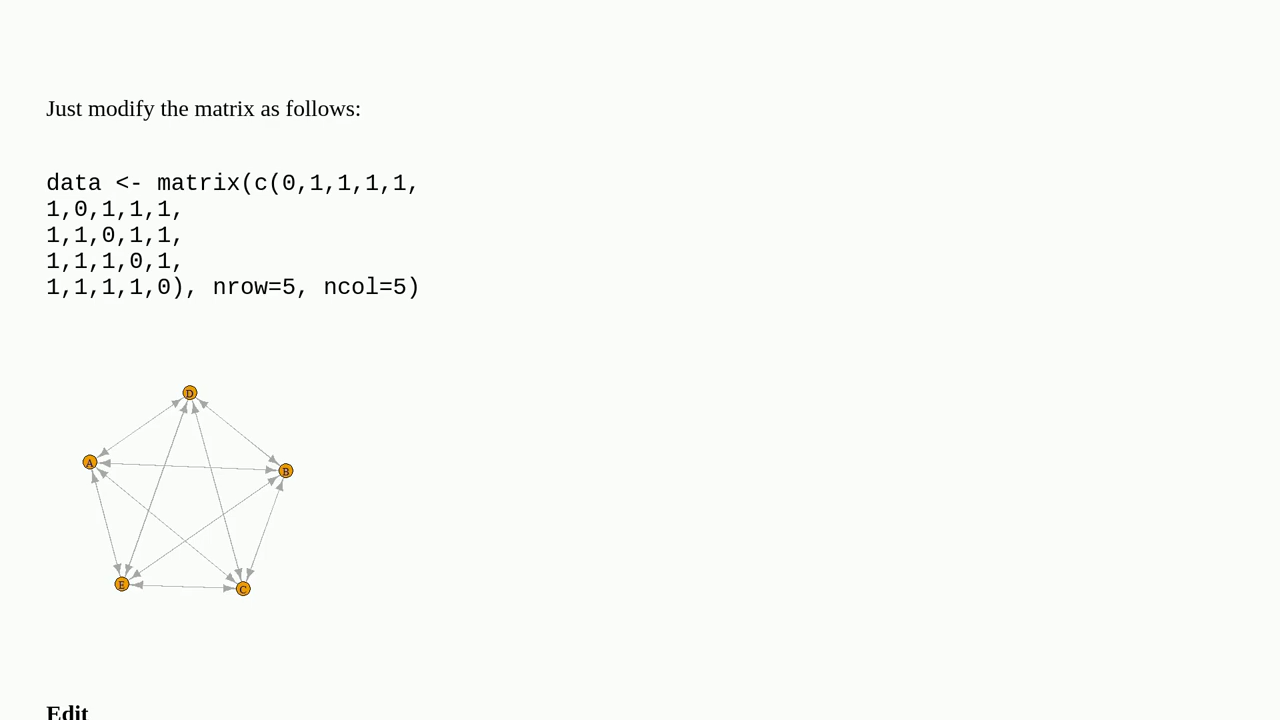 Just modify the matrix as follows:
data <- matrix(c(0,1,1,1,1,
1,0,1,1,1,
1,1,0,1,1,
1,1,1,0,1,
1,1,1,1,0), nrow=5, ncol=5)
D
A
B
E
C
Edit